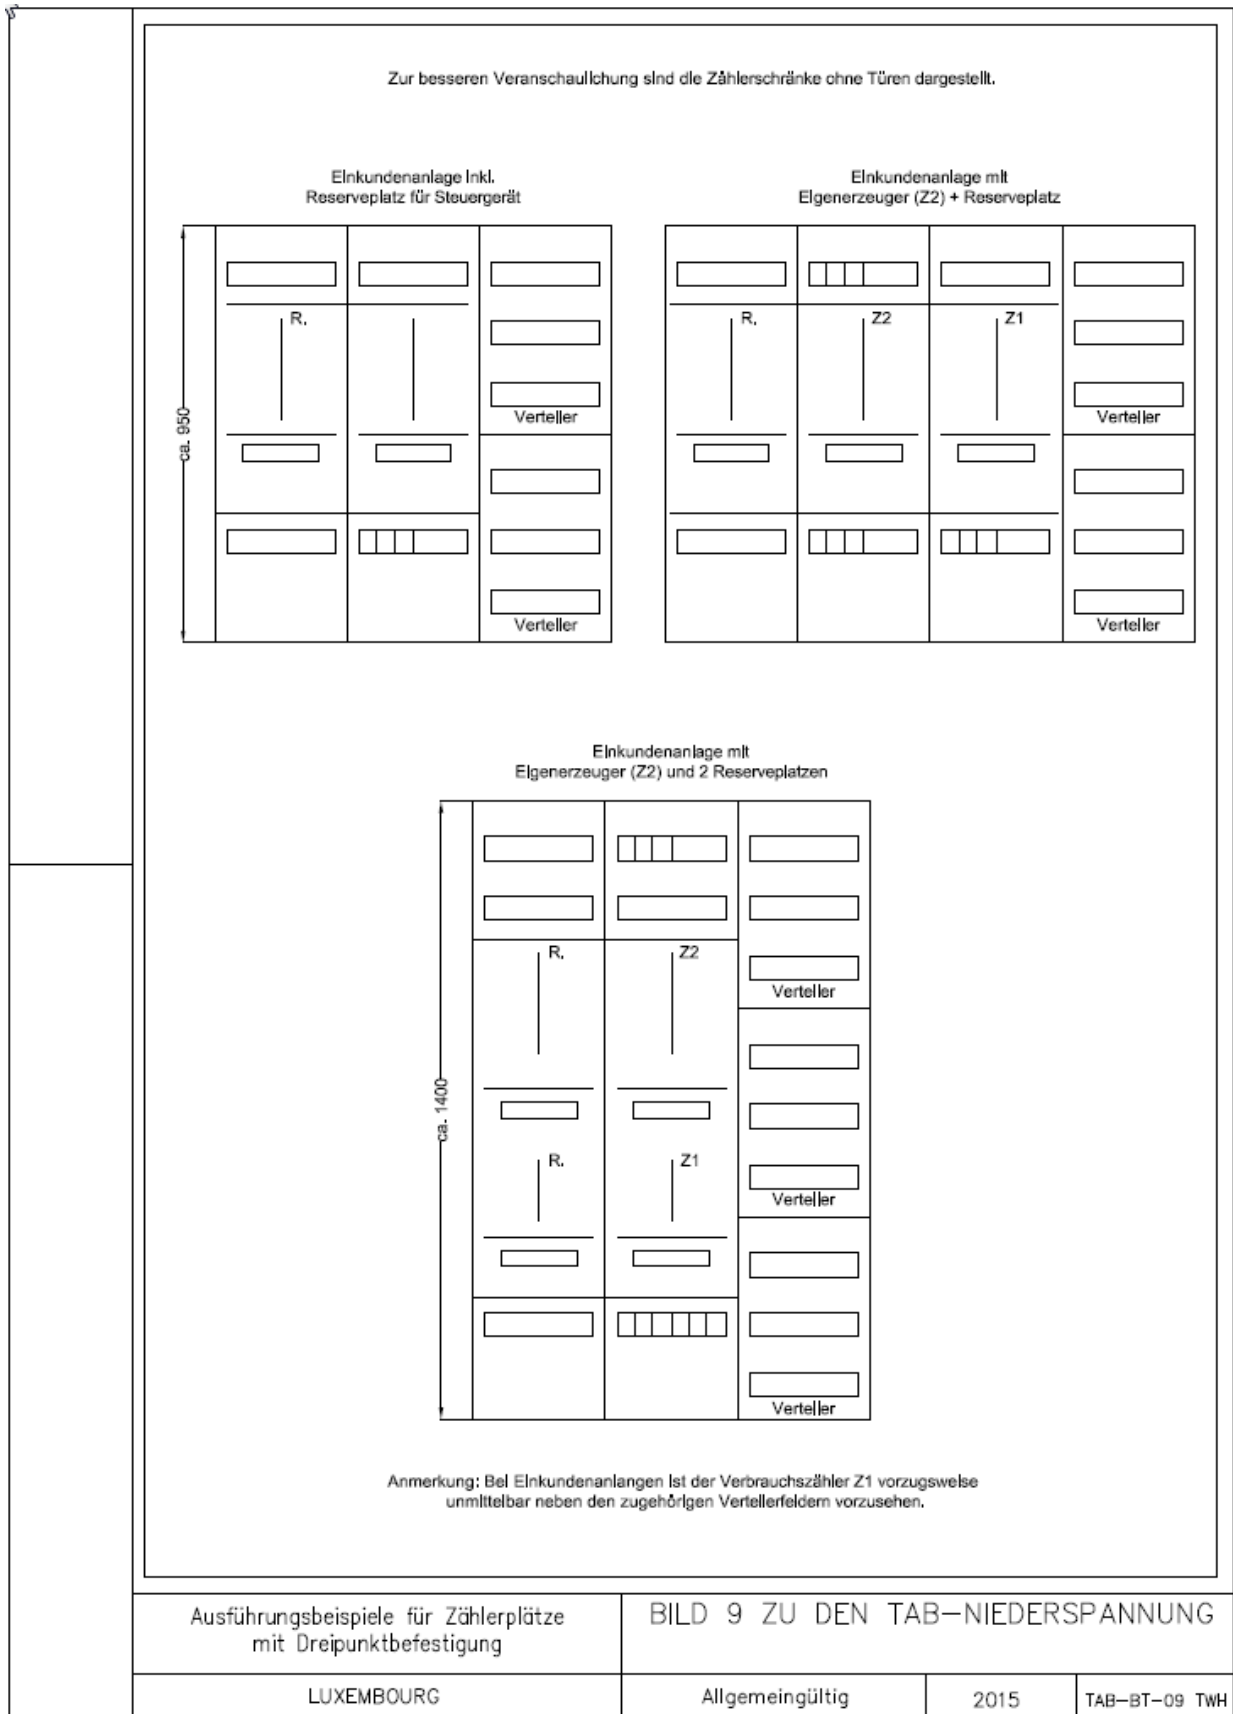 Zur besseren Veranschaulichung sind die Zählerschränke ohne Türen dargestellt.
Einkundenanlage inkl.
Reserveplatz für Steuergerät
R.
Verteiler
Verteiler
ca. 950
Einkundenanlage mit
Eigenerzeuger (Z2) + Reserveplatz
R.
Z2
Z1
Verteiler
Verteiler
Einkundenanlage mit
Eigenerzeuger (Z2) und 2 Reserveplatzen
R.
Z2
Verteiler
ca. 1400
R.
Z1
Verteiler
Verteiler
Anmerkung: Bei Einkundenanlangen ist der Verbrauchszähler Z1 vorzugsweise
unmittelbar neben den zugehörigen Verteilerfeldern vorzusehen.
Ausführungsbeispiele für Zählerplätze
mit Dreipunktbefestigung
BILD 9 ZU DEN TAB-NIEDERSPANNUNG
LUXEMBOURG
Allgemeingültig
2015
TAB-BT-09 TWH